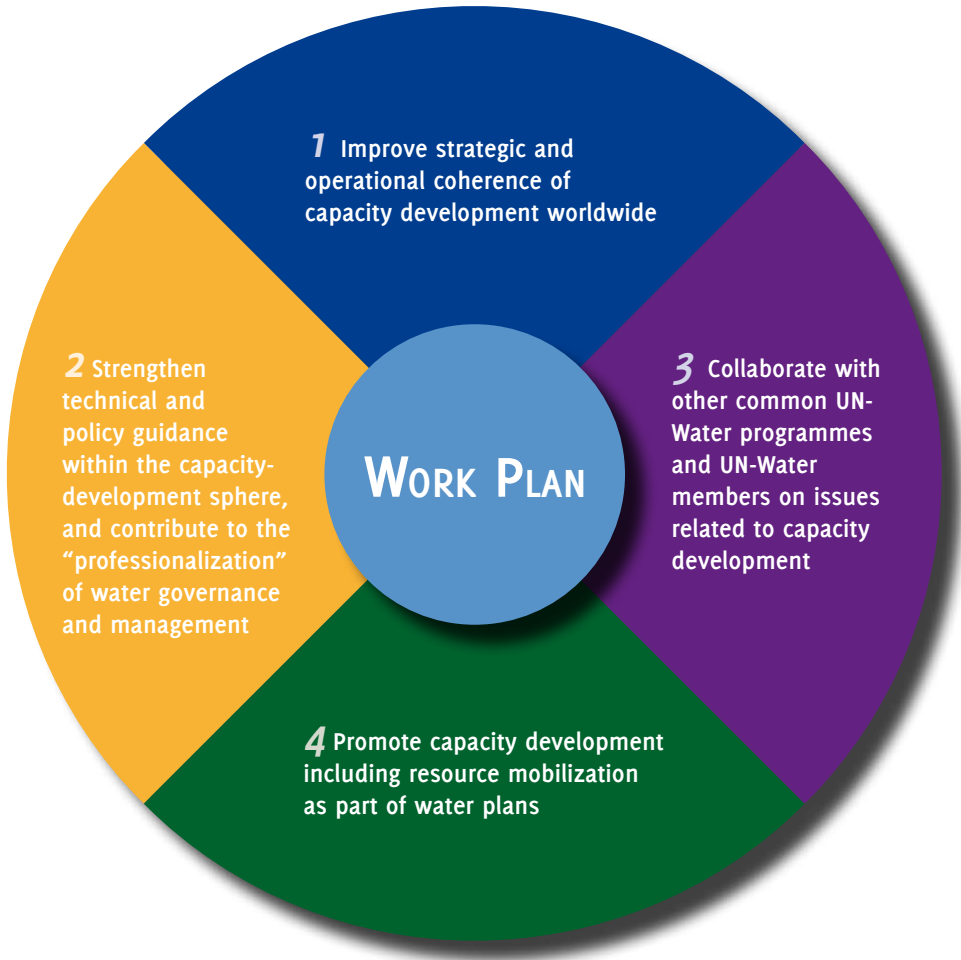 1 Improve strategic and
operational coherence of
capacity development worldwide
2 Strengthen
technical and
policy guidance
within the capacity-
development sphere,
and contribute to the
“professionalization”
of water governance
and management
WORK PLAN
3 Collaborate with
other common UN-
Water programmes
and UN-Water
members on issues
related to capacity
development
4 Promote capacity development
including resource mobilization
as part of water plans